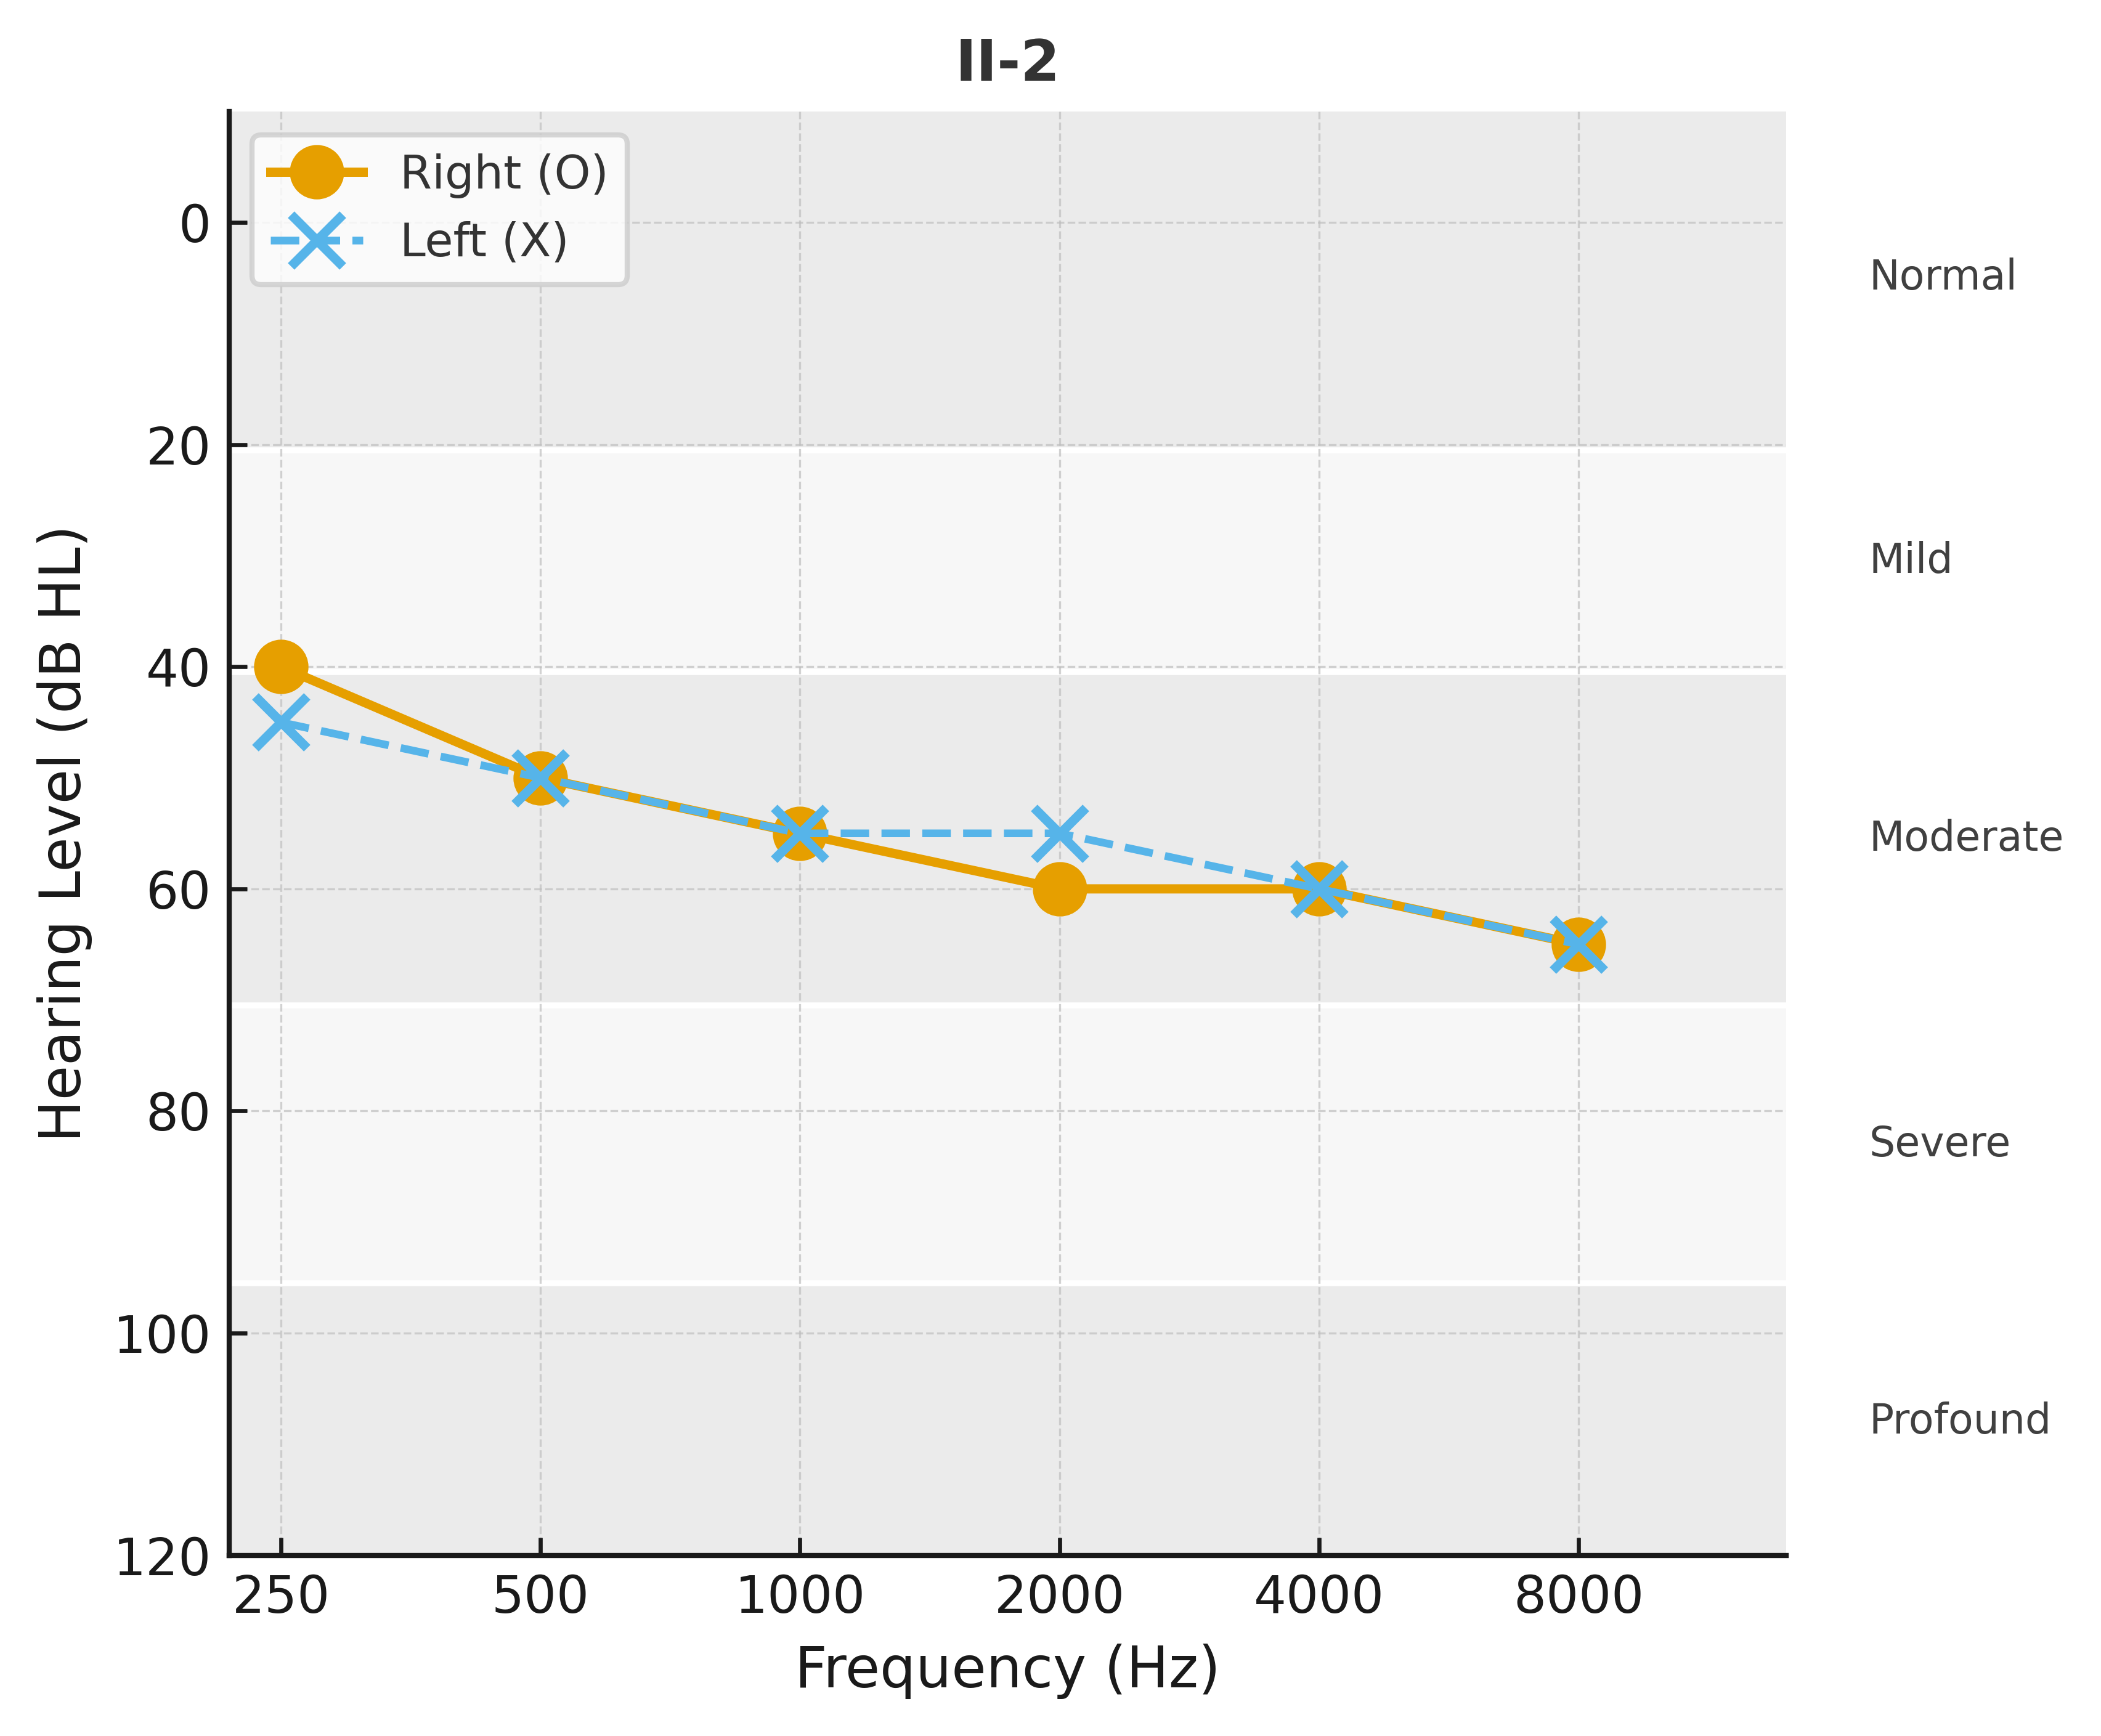 II-2
Right (O)
Left (X)
0
20
40
60
80
100
120
Hearing Level (dB HL)
Normal
Mild
Moderate
Severe
Profound
250 500 1000 2000 4000 8000
Frequency (Hz)